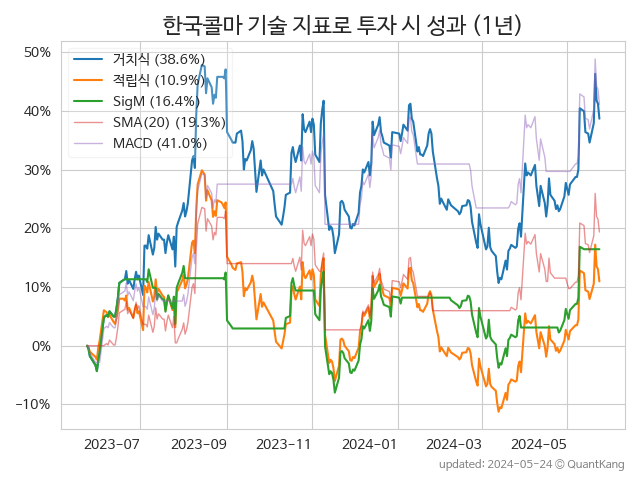 한국콜마 기술 지표로 투자 시 성과 (1년)
50%
40%
30%
20%
10%
0%
−10%
거치식 (38.6%)
적립식 (10.9%)
SigM (16.4%)
SMA(20) (19.3%)
MACD (41.0%)
2023-07
2023-09
2023-11
2024-01
2024-03
2024-05
updated: 2024-05-24 © QuantKang